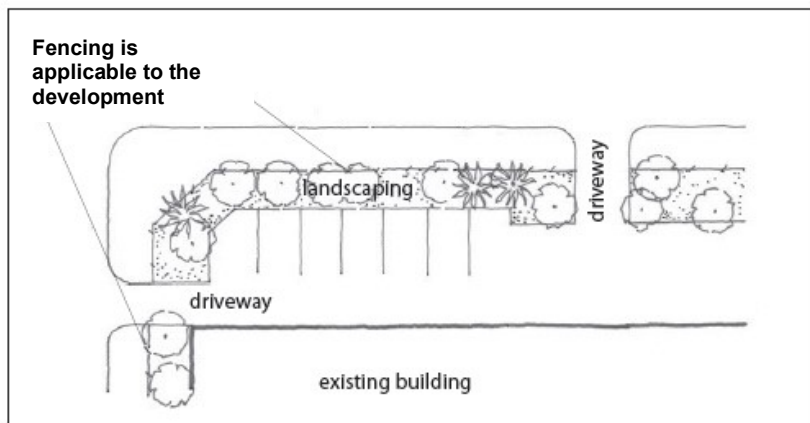 Fencing is
applicable to the
development
landscaping
driveway
driveway
existing building